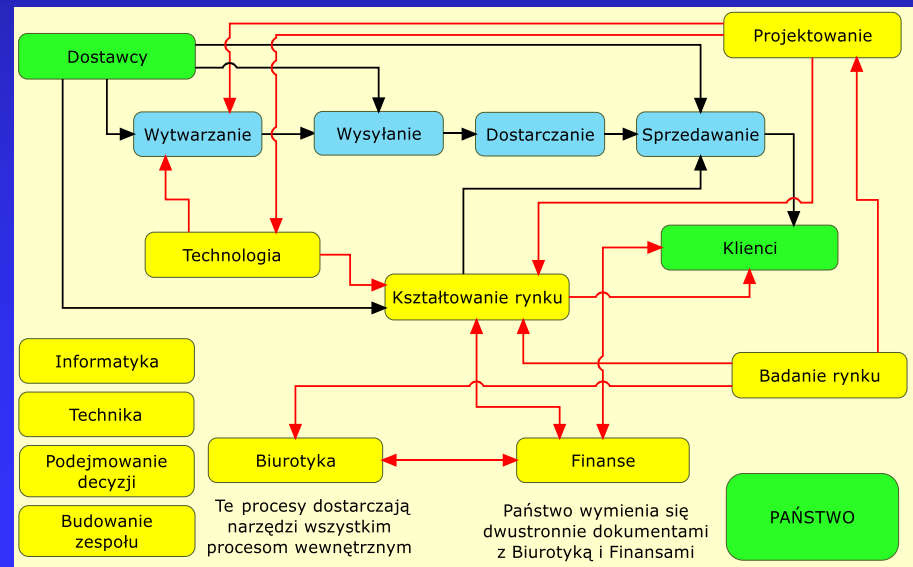 Projektowanie
Dostawcy
Wytwarzanie
Wysyłanie
Dostarczanie
Sprzedawanie
Technologia
Klienci
Kształtowanie rynku
Informatyka
Badanie rynku
Technika
Podejmowanie
decyzji
Biurotyka
Finanse
Budowanie
zespołu
Te procesy dostarczają
narzędzi wszystkim
procesom wewnętrznym
Państwo wymienia się
dwustronnie dokumentami
z Biurotyką i Finansami
PAŃSTWO